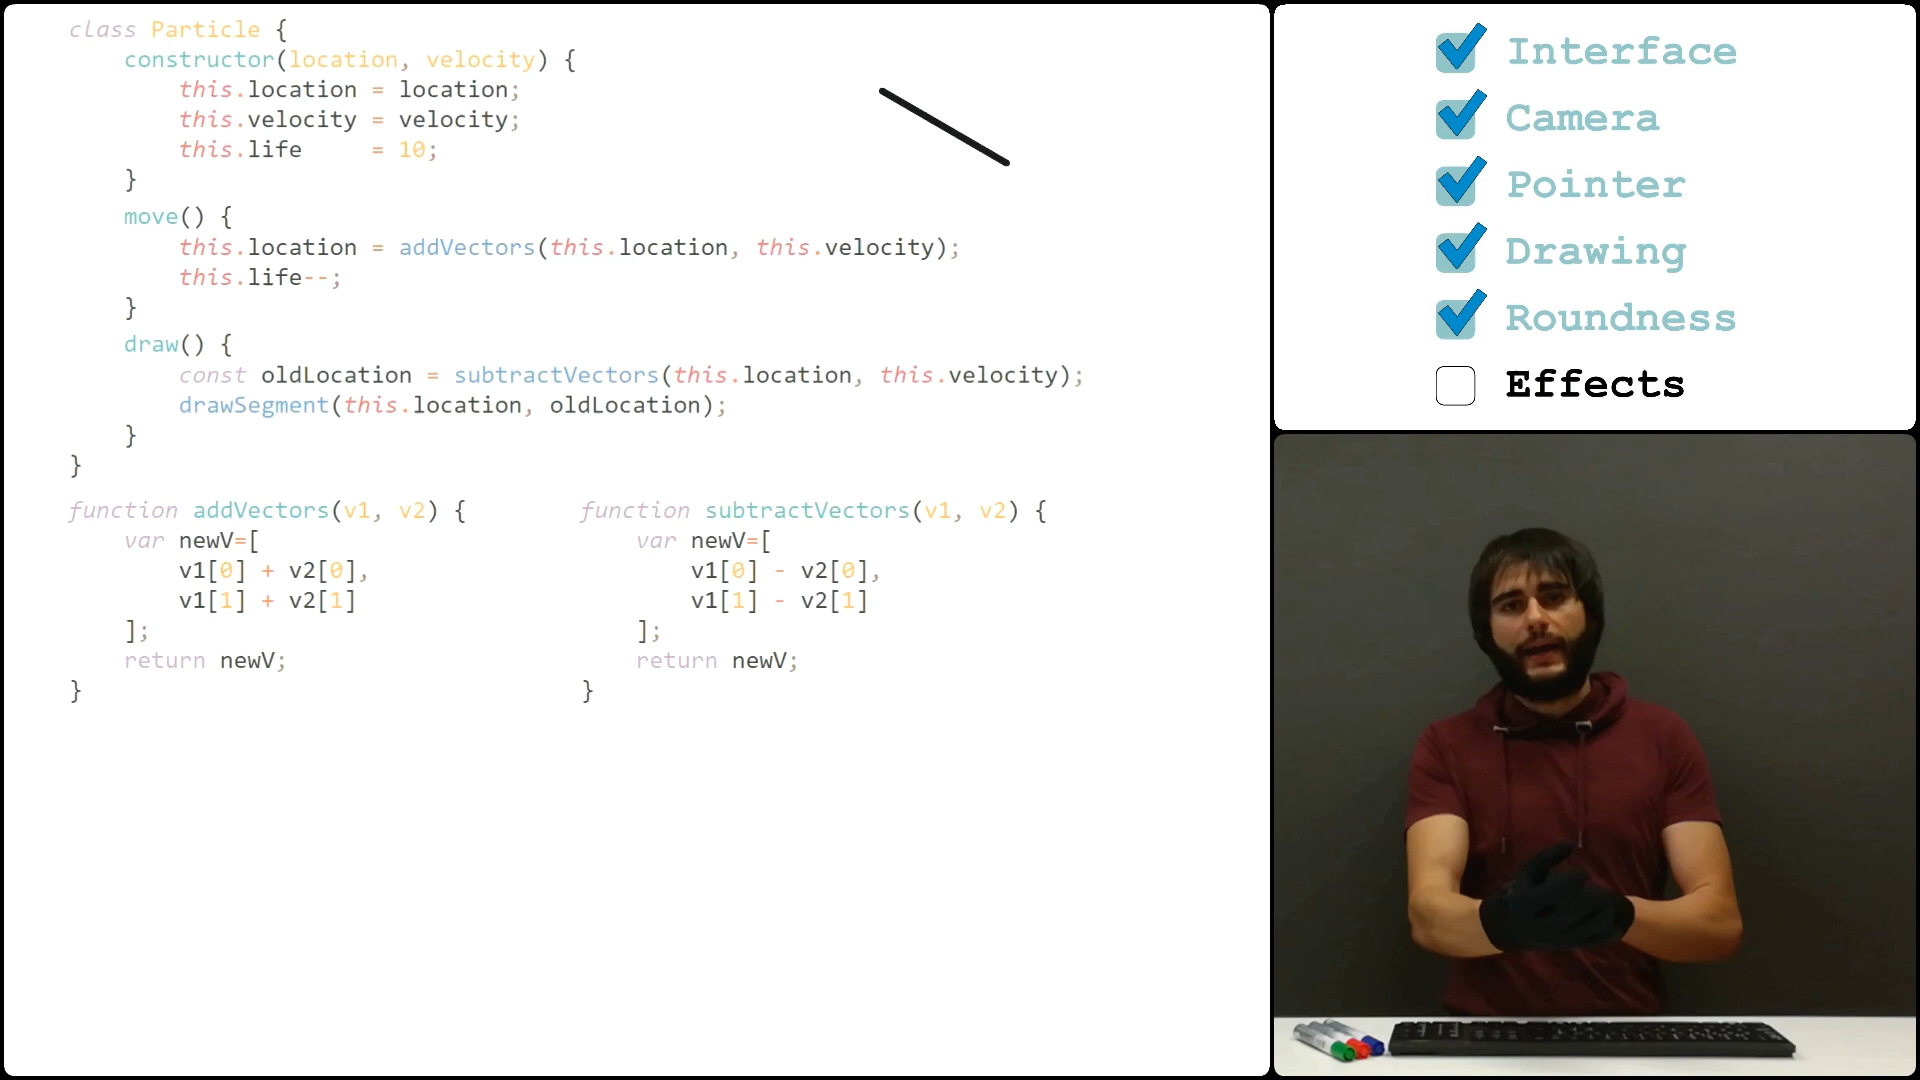 class Particle {
constructor(location, velocity) {
this.location = location;
this.velocity = velocity;
this.life     = 10;
}
move() {
this.location = addVectors(this.location, this.velocity);
this.life--;
}
draw() {
const oldLocation = subtractVectors(this.location, this.velocity);
drawSegment(this.location, oldLocation);
}
}
function addVectors(v1, v2) {
var newV=[
v1[0] + v2[0],
v1[1] + v2[1]
];
return newV;
}
function subtractVectors(v1, v2) {
var newV=[
v1[0] - v2[0],
v1[1] - v2[1]
];
return newV;
}
Interface
Camera
Pointer
Drawing
Roundness
Effects